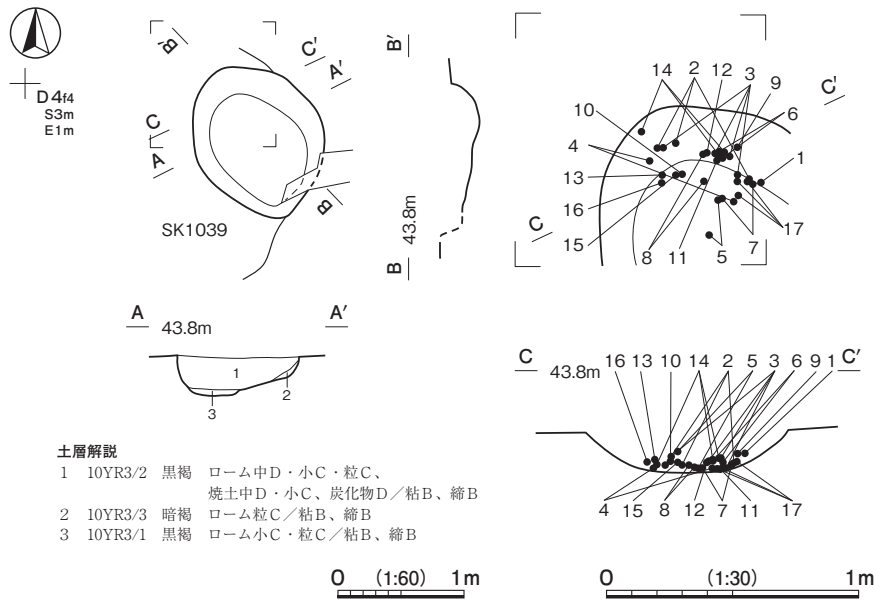 D4f4
S3m
E1m
B′
C′
A′
C
A
B
SK1039
B′
43.8m
B
14 2 12 3 9
C′
10
6
4
1
13
16
15
8 11 5 7 17
C
A 43.8m A′
1
2
3
C 43.8m 16 13 10 14 2 5 3 6 9 1 C′
4 15 8 12 7 11 17
土層解説
1 10YR3/2 黒褐 ローム中D・小C・粒C、
焼土中D・小C、炭化物D／粘B、締B
2 10YR3/3 暗褐 ローム粒C／粘B、締B
3 10YR3/1 黒褐 ローム小C・粒C／粘B、締B
0 (1:60) 1m
0 (1:30) 1m